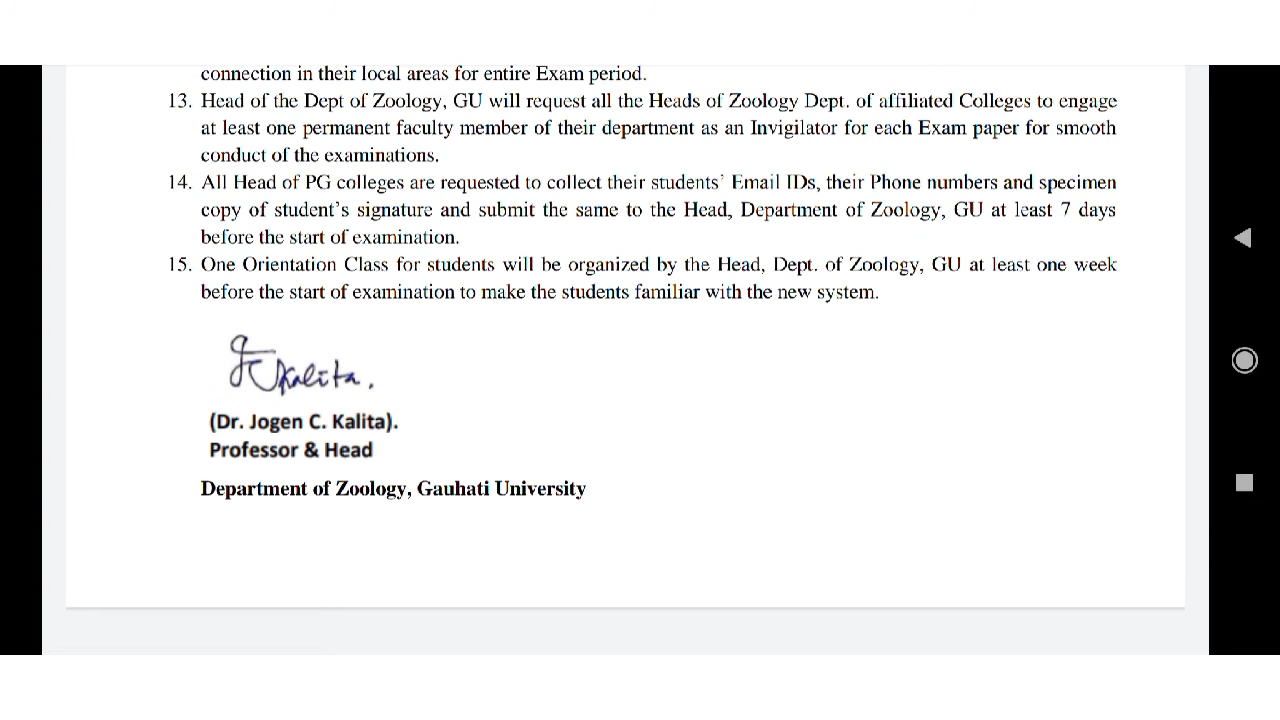 connection in their local areas for entire Exam period.
13. Head of the Dept of Zoology, GU will request all the Heads of Zoology Dept. of affiliated Colleges to engage
at least one permanent faculty member of their department as an Invigilator for each Exam paper for smooth
conduct of the examinations.
14. All Head of PG colleges are requested to collect their students' Email IDs, their Phone numbers and specimen
copy of student's signature and submit the same to the Head, Department of Zoology, GU at least 7 days
before the start of examination.
15. One Orientation Class for students will be organized by the Head, Dept. of Zoology, GU at least one week
before the start of examination to make the students familiar with the new system.
JCKalita.
(Dr. Jogen C. Kalita).
Professor & Head
Department of Zoology, Gauhati University